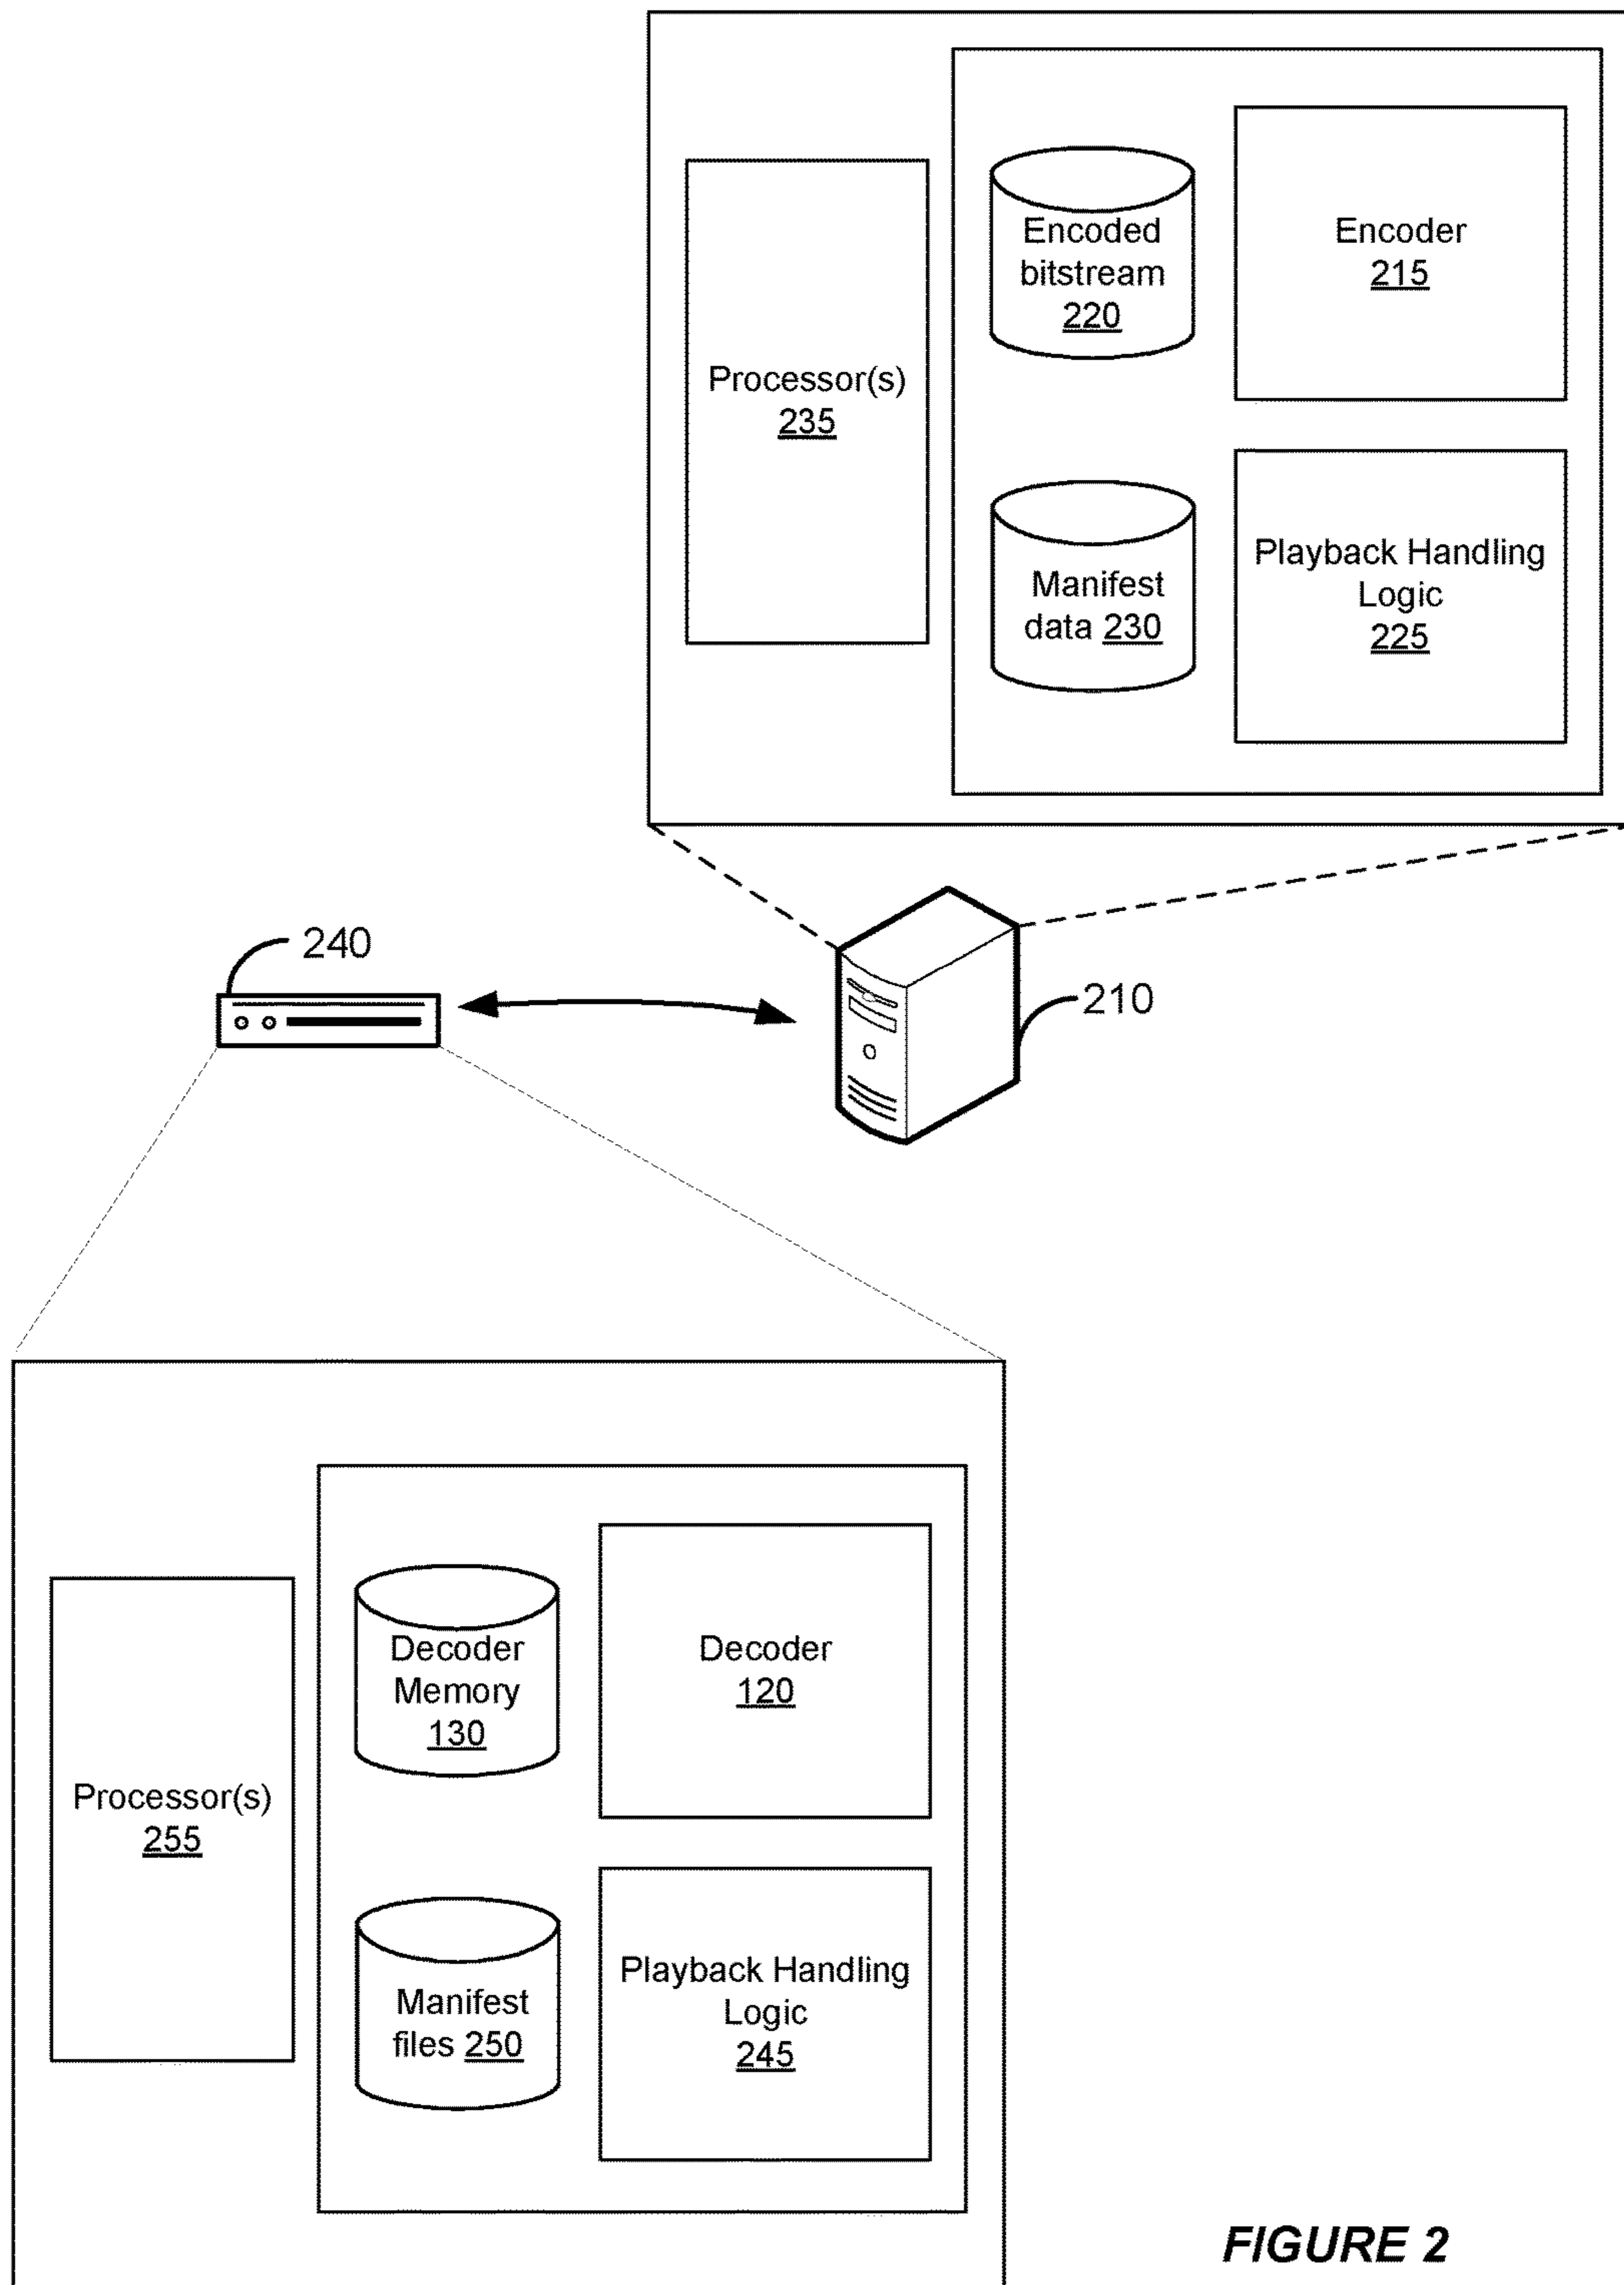 Encoded
bitstream
220
Encoder
215
Processor(s)
235
Manifest
data 230
Playback Handling
Logic
225
240
210
Decoder
Memory
130
Decoder
120
Processor(s)
255
Manifest
files 250
Playback Handling
Logic
245
FIGURE 2